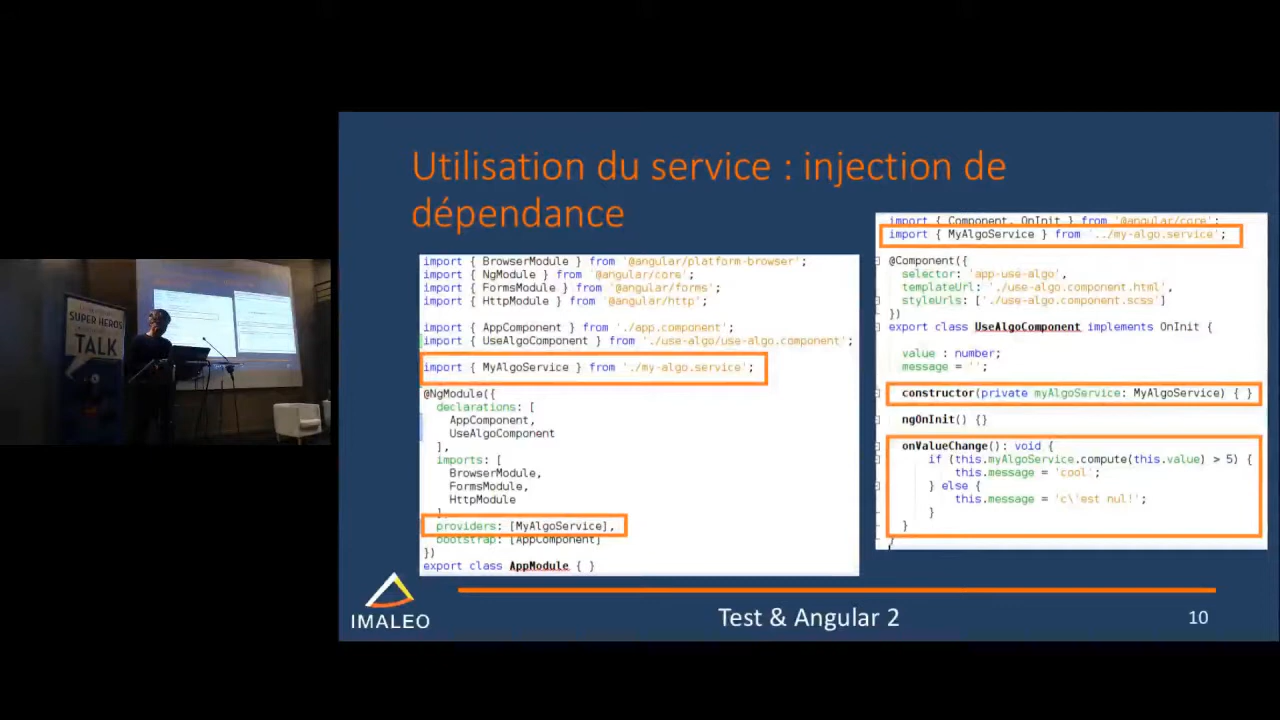 Utilisation du service : injection de
dépendance
import { BrowserModule } from '@angular/platform-browser';
import { NgModule } from '@angular/core';
import { FormsModule } from '@angular/forms';
import { HttpModule } from '@angular/http';
import { AppComponent } from './app.component';
import { UseAlgoComponent } from './use-algo/use-algo.component';
import { MyAlgoService } from './my-algo.service';
@NgModule({
declarations: [
AppComponent,
UseAlgoComponent
],
imports: [
BrowserModule,
FormsModule,
HttpModule
],
providers: [MyAlgoService],
bootstrap: [AppComponent]
})
export class AppModule { }
import { Component, OnInit } from '@angular/core';
import { MyAlgoService } from '../my-algo.service';
@Component({
selector: 'app-use-algo',
templateUrl: './use-algo.component.html',
styleUrls: ['./use-algo.component.scss']
})
export class UseAlgoComponent implements OnInit {
value : number;
message = '';
constructor(private myAlgoService: MyAlgoService) { }
ngOnInit() {}
onValueChange(): void {
if (this.myAlgoService.compute(this.value) > 5) {
this.message = 'cool';
} else {
this.message = 'c\'est nul!';
}
}
}
SUPER HEROS
TALK
IMALEO
Test & Angular 2
10